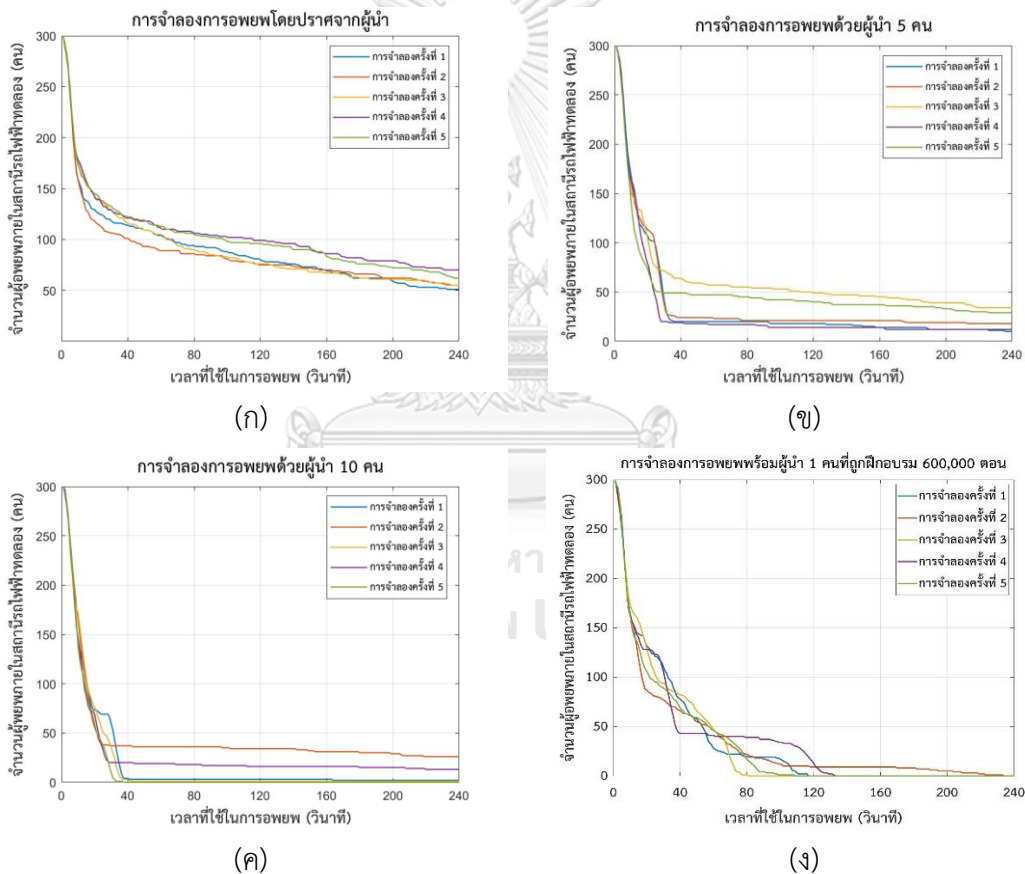 การจำลองการอพยพโดยปราศจากผู้นำ
จำนวนผู้อพยพภายในสถานีรถไฟฟ้าทดลอง (คน)
300
250
200
150
100
50
0 40 80 120 160 200 240
เวลาที่ใช้ในการอพยพ (วินาที)
การจำลองครั้งที่ 1
การจำลองครั้งที่ 2
การจำลองครั้งที่ 3
การจำลองครั้งที่ 4
การจำลองครั้งที่ 5
(ก)
การจำลองการอพยพด้วยผู้นำ 5 คน
จำนวนผู้อพยพภายในสถานีรถไฟฟ้าทดลอง (คน)
300
250
200
150
100
50
0
0 40 80 120 160 200 240
เวลาที่ใช้ในการอพยพ (วินาที)
การจำลองครั้งที่ 1
การจำลองครั้งที่ 2
การจำลองครั้งที่ 3
การจำลองครั้งที่ 4
การจำลองครั้งที่ 5
(ข)
การจำลองการอพยพด้วยผู้นำ 10 คน
จำนวนผู้พยพภายในสถานีรถไฟฟ้าทดลอง (คน)
300
250
200
150
100
50
0
0 40 80 120 160 200 240
เวลาที่ใช้ในการอพยพ (วินาที)
การจำลองครั้งที่ 1
การจำลองครั้งที่ 2
การจำลองครั้งที่ 3
การจำลองครั้งที่ 4
การจำลองครั้งที่ 5
(ค)
การจำลองการอพยพพร้อมผู้นำ 1 คนที่ถูกฝึกอบรม 600,000 ตอน
จำนวนผู้อพยพภายในสถานีรถไฟฟ้าทดลอง (คน)
300
250
200
150
100
50
0
0 40 80 120 160 200 240
เวลาที่ใช้ในการอพยพ (วินาที)
การจำลองครั้งที่ 1
การจำลองครั้งที่ 2
การจำลองครั้งที่ 3
การจำลองครั้งที่ 4
การจำลองครั้งที่ 5
(ง)